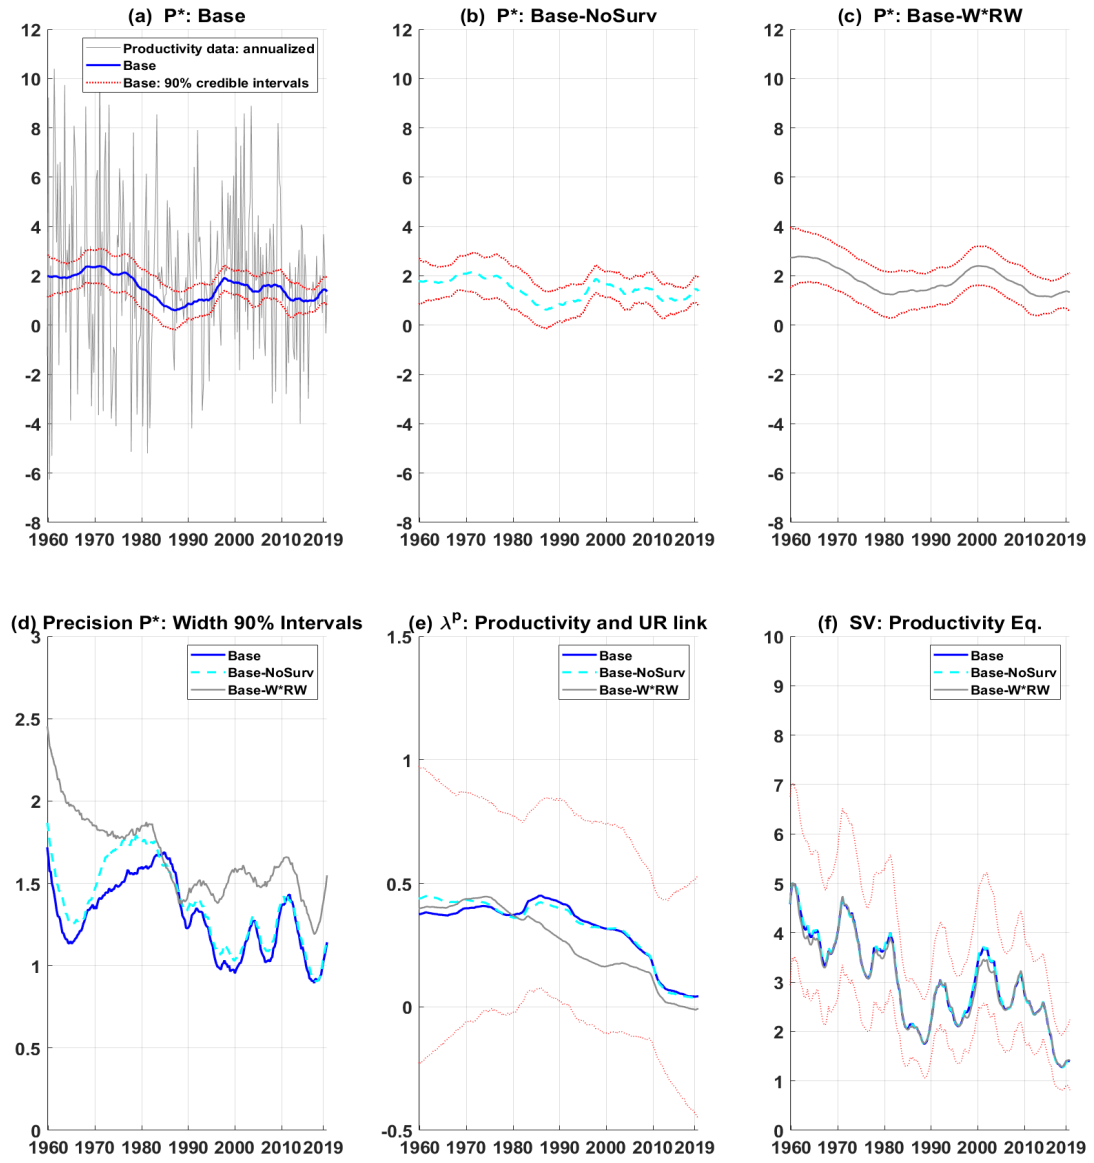 (a)  P*: Base
12
10
8
6
4
2
0
-2
-4
-6
-8
1960 1970 1980 1990 2000 2010 2019
Productivity data: annualized
Base
Base: 90% credible intervals
(b)  P*: Base-NoSurv
12
10
8
6
4
2
0
-2
-4
-6
-8
1960 1970 1980 1990 2000 2010 2019
(c)  P*: Base-W*RW
12
10
8
6
4
2
0
-2
-4
-6
-8
1960 1970 1980 1990 2000 2010 2019
(d) Precision P*: Width 90% Intervals
3
2.5
2
1.5
1
0.5
0
1960 1970 1980 1990 2000 2010 2019
Base
Base-NoSurv
Base-W*RW
(e) λᵖ: Productivity and UR link
1.5
1
0.5
0
-0.5
1960 1970 1980 1990 2000 2010 2019
Base
Base-NoSurv
Base-W*RW
(f)  SV: Productivity Eq.
10
9
8
7
6
5
4
3
2
1
0
1960 1970 1980 1990 2000 2010 2019
Base
Base-NoSurv
Base-W*RW